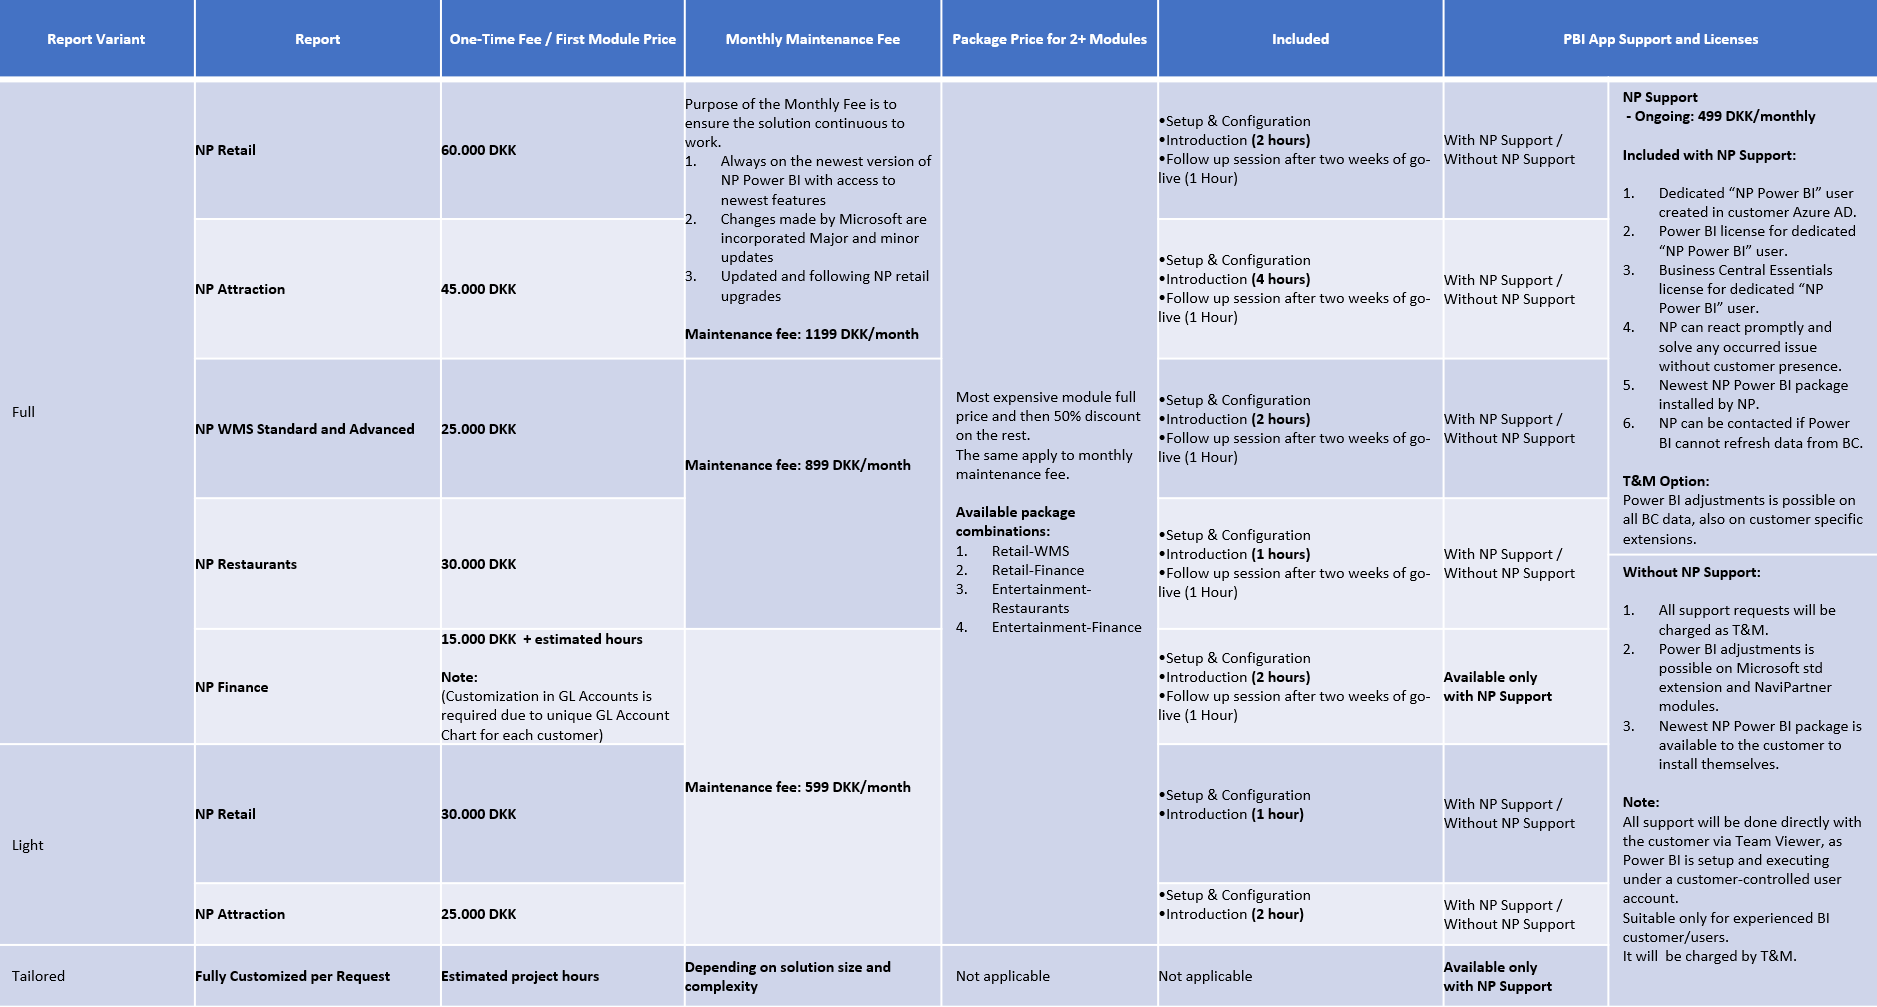 Report Variant
Report
One-Time Fee / First Module Price
Monthly Maintenance Fee
Package Price for 2+ Modules
Included
PBI App Support and Licenses
Full
NP Retail
60.000 DKK
Purpose of the Monthly Fee is to
ensure the solution continuous to
work.
1. Always on the newest version of
NP Power BI with access to
newest features
2. Changes made by Microsoft are
incorporated Major and minor
updates
3. Updated and following NP retail
upgrades
Maintenance fee: 1199 DKK/month
Most expensive module full
price and then 50% discount
on the rest.
The same apply to monthly
maintenance fee.
Available package
combinations:
1. Retail-WMS
2. Retail-Finance
3. Entertainment-
Restaurants
4. Entertainment-Finance
•Setup & Configuration
•Introduction (2 hours)
•Follow up session after two weeks of go-
live (1 Hour)
With NP Support /
Without NP Support
NP Support
- Ongoing: 499 DKK/monthly
Included with NP Support:
1. Dedicated “NP Power BI” user
created in customer Azure AD.
2. Power BI license for dedicated
“NP Power BI” user.
3. Business Central Essentials
license for dedicated “NP
Power BI” user.
4. NP can react promptly and
solve any occurred issue
without customer presence.
5. Newest NP Power BI package
installed by NP.
6. NP can be contacted if Power
BI cannot refresh data from BC.
T&M Option:
Power BI adjustments is possible on
all BC data, also on customer specific
extensions.
NP Attraction
45.000 DKK
•Setup & Configuration
•Introduction (4 hours)
•Follow up session after two weeks of go-
live (1 Hour)
With NP Support /
Without NP Support
NP WMS Standard and Advanced
25.000 DKK
Maintenance fee: 899 DKK/month
•Setup & Configuration
•Introduction (2 hours)
•Follow up session after two weeks of go-
live (1 Hour)
With NP Support /
Without NP Support
NP Restaurants
30.000 DKK
•Setup & Configuration
•Introduction (1 hours)
•Follow up session after two weeks of go-
live (1 Hour)
With NP Support /
Without NP Support
Without NP Support:
1. All support requests will be
charged as T&M.
2. Power BI adjustments is
possible on Microsoft std
extension and NaviPartner
modules.
3. Newest NP Power BI package is
available to the customer to
install themselves.
Note:
All support will be done directly with
the customer via Team Viewer, as
Power BI is setup and executing
under a customer-controlled user
account.
Suitable only for experienced BI
customer/users.
It will be charged by T&M.
NP Finance
15.000 DKK + estimated hours
Note:
(Customization in GL Accounts is
required due to unique GL Account
Chart for each customer)
Maintenance fee: 599 DKK/month
•Setup & Configuration
•Introduction (2 hours)
•Follow up session after two weeks of go-
live (1 Hour)
Available only
with NP Support
Light
NP Retail
30.000 DKK
•Setup & Configuration
•Introduction (1 hour)
With NP Support /
Without NP Support
NP Attraction
25.000 DKK
•Setup & Configuration
•Introduction (2 hour)
With NP Support /
Without NP Support
Tailored
Fully Customized per Request
Estimated project hours
Depending on solution size and
complexity
Not applicable
Not applicable
Available only
with NP Support